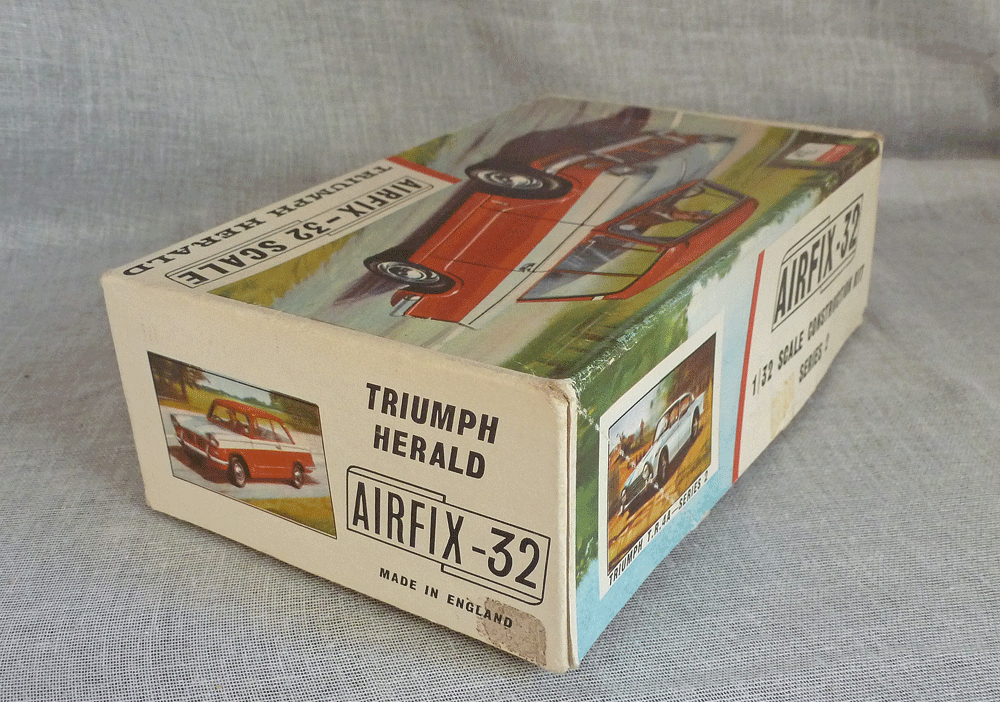 TRIUMPH HERALD
AIRFIX-32 SCALE
TRIUMPH
HERALD
AIRFIX-32
MADE IN ENGLAND
AIRFIX-32
1/32 SCALE CONSTRUCTION KIT
SERIES 2
TRIUMPH T.R.4A-SERIES 2